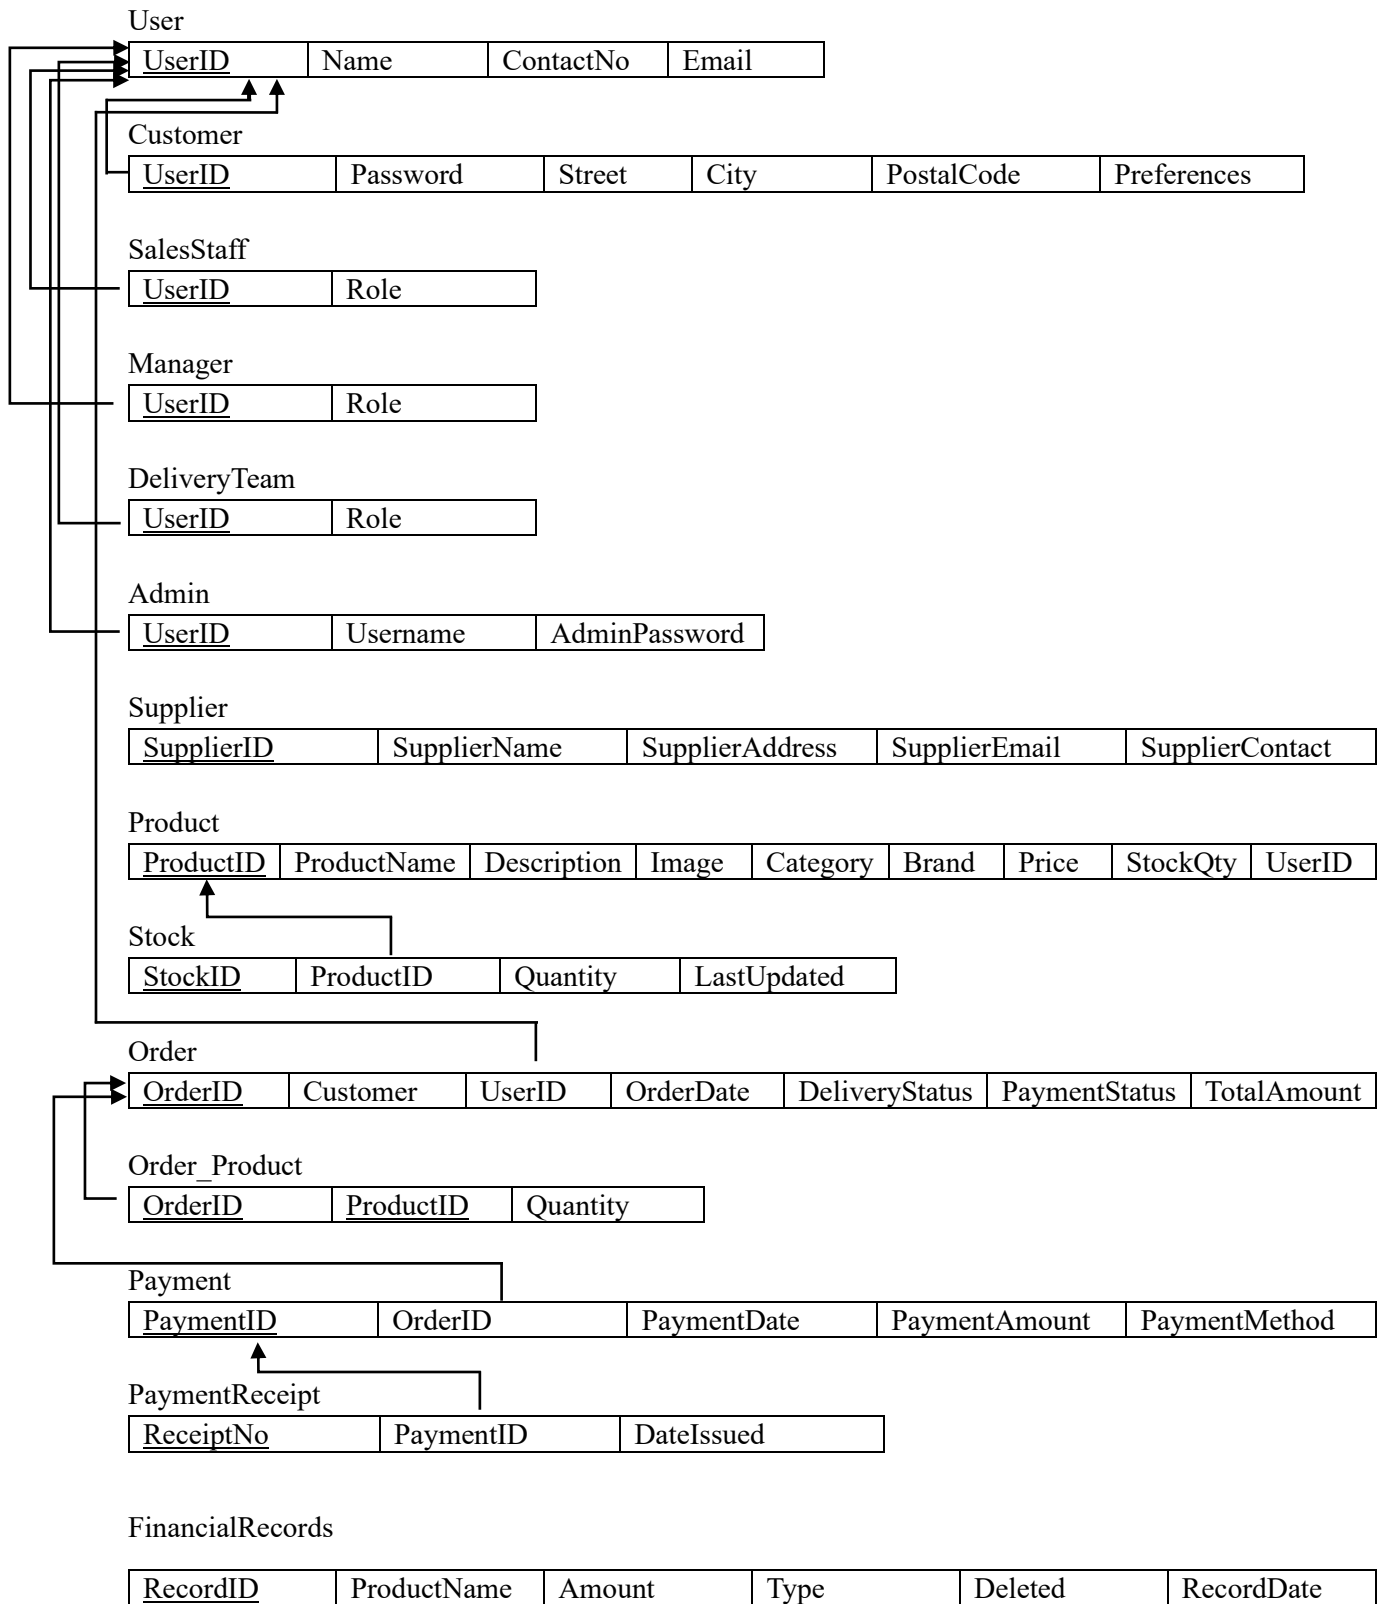 User
UserID Name ContactNo Email
Customer
UserID Password Street City PostalCode Preferences
SalesStaff
UserID Role
Manager
UserID Role
DeliveryTeam
UserID Role
Admin
UserID Username AdminPassword
Supplier
SupplierID SupplierName SupplierAddress SupplierEmail SupplierContact
Product
ProductID ProductName Description Image Category Brand Price StockQty UserID
Stock
StockID ProductID Quantity LastUpdated
Order
OrderID Customer UserID OrderDate DeliveryStatus PaymentStatus TotalAmount
Order_Product
OrderID ProductID Quantity
Payment
PaymentID OrderID PaymentDate PaymentAmount PaymentMethod
PaymentReceipt
ReceiptNo PaymentID DateIssued
FinancialRecords
RecordID ProductName Amount Type Deleted RecordDate